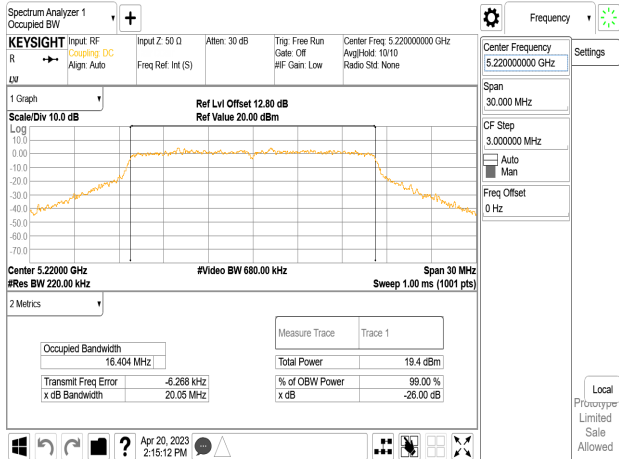 Spectrum Analyzer 1
Occupied BW
Frequency
KEYSIGHT Input: RF Input Z: 50 Ω Atten: 30 dB Trig: Free Run Center Freq: 5.220000000 GHz
R Coupling: DC Gate: Off Avg|Hold: 10/10
Align: Auto Freq Ref: Int (S) #IF Gain: Low Radio Std: None
LXI
Center Frequency
5.220000000 GHz
Settings
Span
30.000 MHz
CF Step
3.000000 MHz
Auto
Man
Freq Offset
0 Hz
1 Graph
Ref Lvl Offset 12.80 dB
Scale/Div 10.0 dB Ref Value 20.00 dBm
Log
10.0
0.00
-10.0
-20.0
-30.0
-40.0
-50.0
-60.0
-70.0
Center 5.22000 GHz #Video BW 680.00 kHz Span 30 MHz
#Res BW 220.00 kHz Sweep 1.00 ms (1001 pts)
2 Metrics
Measure Trace Trace 1
Occupied Bandwidth
16.404 MHz Total Power 19.4 dBm
Transmit Freq Error -6.268 kHz % of OBW Power 99.00 %
x dB Bandwidth 20.05 MHz x dB -26.00 dB
Local
Prototype
Limited
Sale
Allowed
Apr 20, 2023
2:15:12 PM